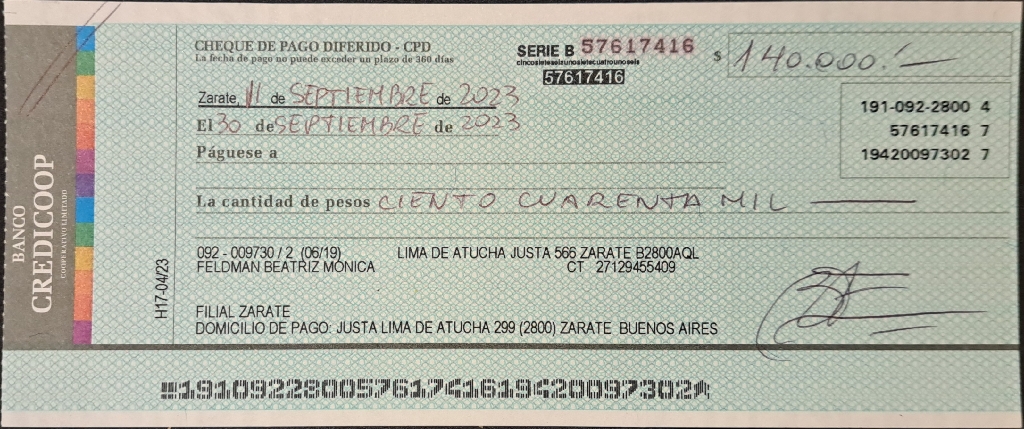 BANCO
CREDICOOP
COOPERATIVO LIMITADO
CHEQUE DE PAGO DIFERIDO - CPD
La fecha de pago no puede exceder un plazo de 360 días
SERIE B 57617416
cincosieteseisunosietecuatrounoseis
57617416
$ 140.000.-
Zarate, 11 de SEPTIEMBRE de 2023
El 30 de SEPTIEMBRE de 2023
Páguese a
191-092-2800 4
57617416 7
19420097302 7
La cantidad de pesos CIENTO CUARENTA MIL
092 - 009730 / 2 (06/19) LIMA DE ATUCHA JUSTA 566 ZARATE B2800AQL
FELDMAN BEATRIZ MONICA CT 27129455409
H17-04/23
FILIAL ZARATE
DOMICILIO DE PAGO: JUSTA LIMA DE ATUCHA 299 (2800) ZARATE BUENOS AIRES
19109228005761741619420097302